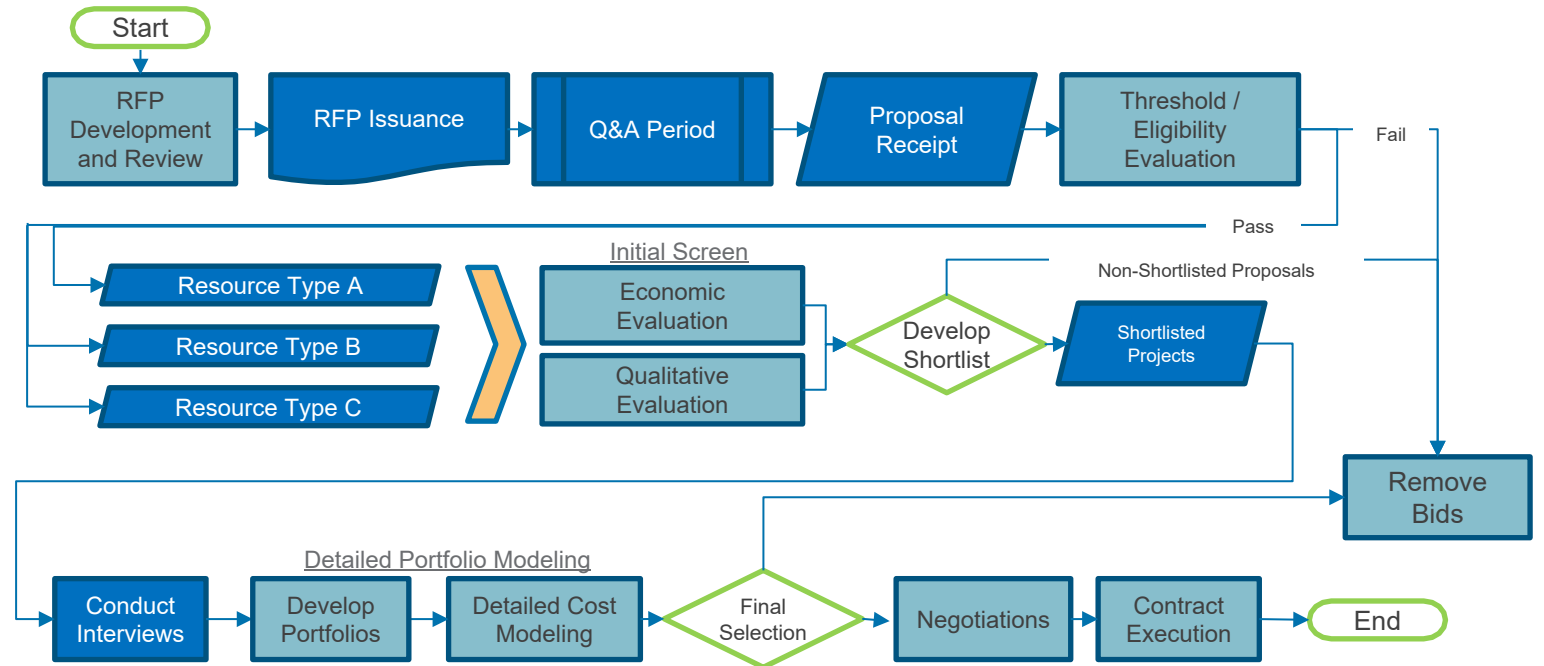 Start
RFP
Development
and Review
RFP Issuance
Q&A Period
Proposal
Receipt
Threshold /
Eligibility
Evaluation
Fail
Pass
Resource Type A
Resource Type B
Resource Type C
Initial Screen
Economic
Evaluation
Qualitative
Evaluation
Develop
Shortlist
Non-Shortlisted Proposals
Shortlisted
Projects
Remove
Bids
Detailed Portfolio Modeling
Conduct
Interviews
Develop
Portfolios
Detailed Cost
Modeling
Final
Selection
Negotiations
Contract
Execution
End